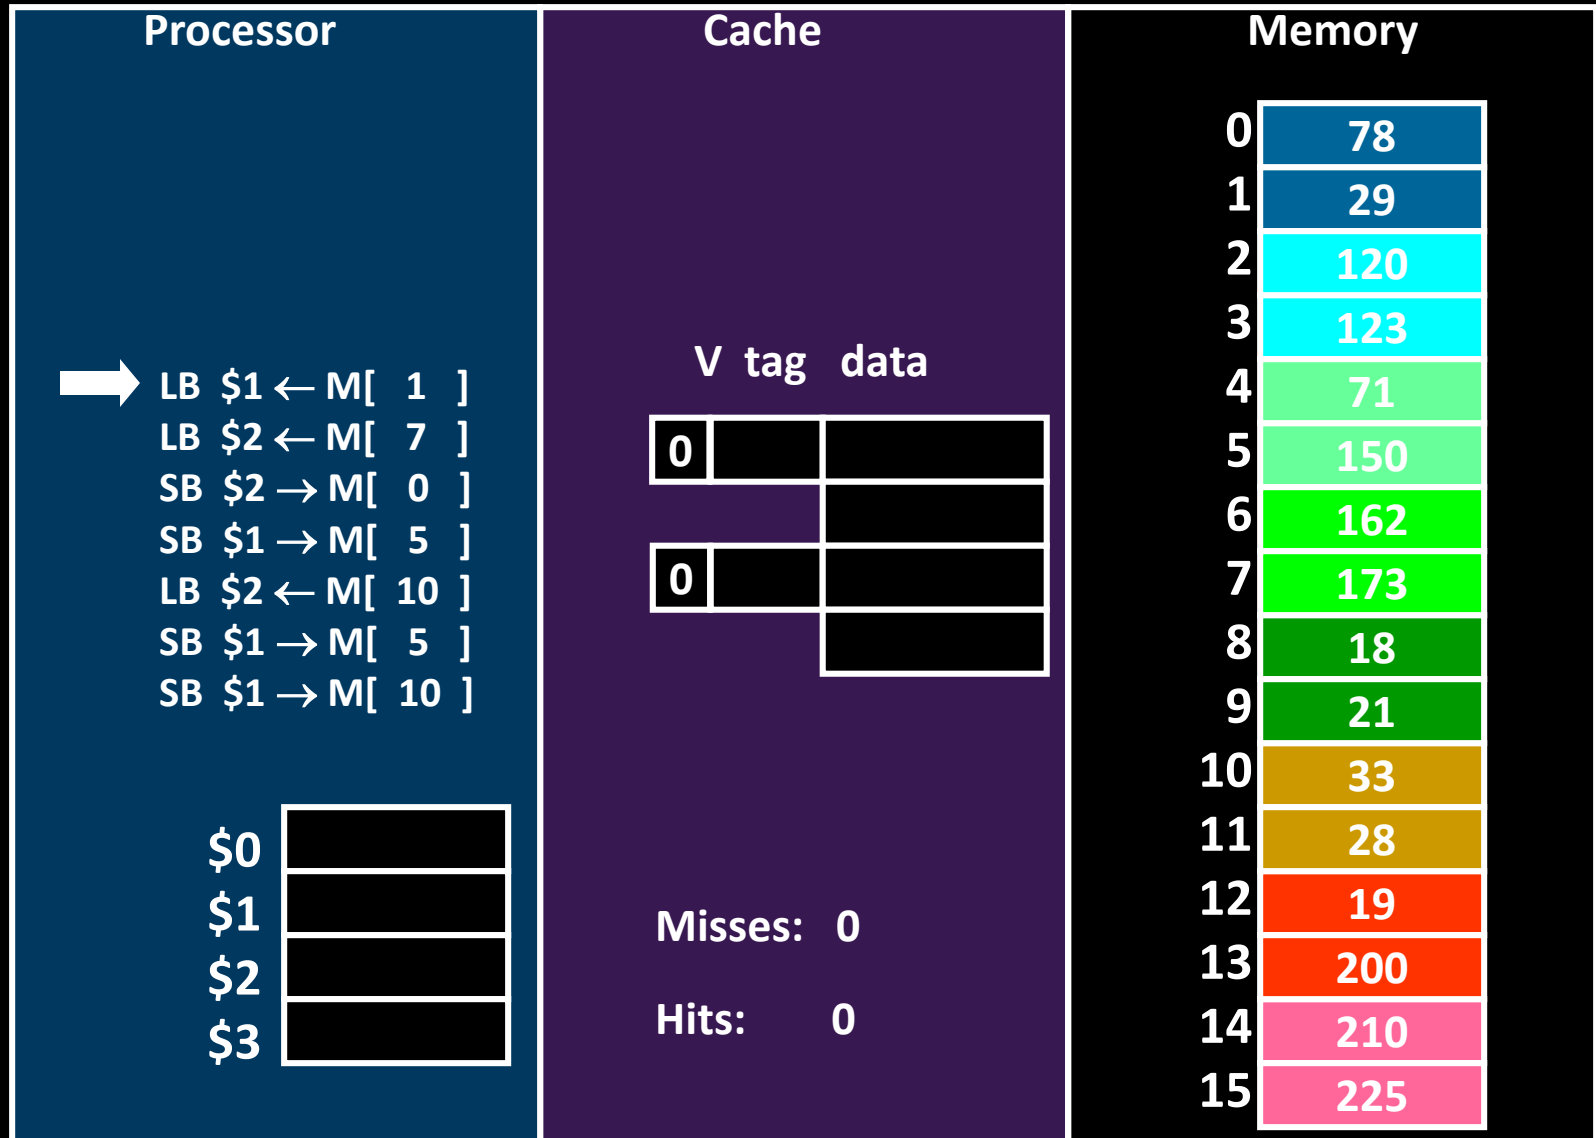 Processor
LB $1 ← M[ 1 ]
LB $2 ← M[ 7 ]
SB $2 → M[ 0 ]
SB $1 → M[ 5 ]
LB $2 ← M[ 10 ]
SB $1 → M[ 5 ]
SB $1 → M[ 10 ]
$0
$1
$2
$3
Cache
V tag data
0
0
Misses: 0
Hits: 0
Memory
0 78
1 29
2 120
3 123
4 71
5 150
6 162
7 173
8 18
9 21
10 33
11 28
12 19
13 200
14 210
15 225